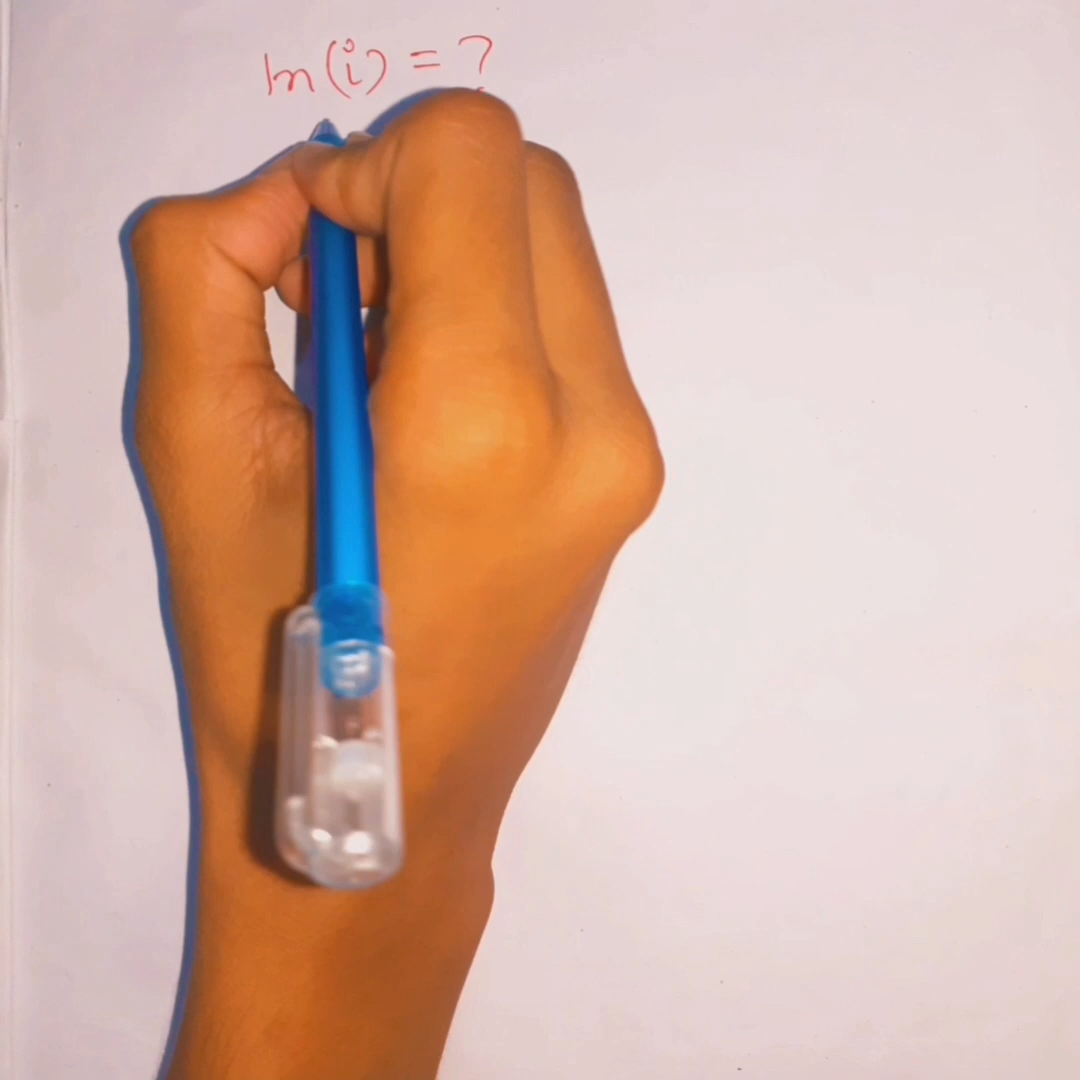 ln(i) = ?